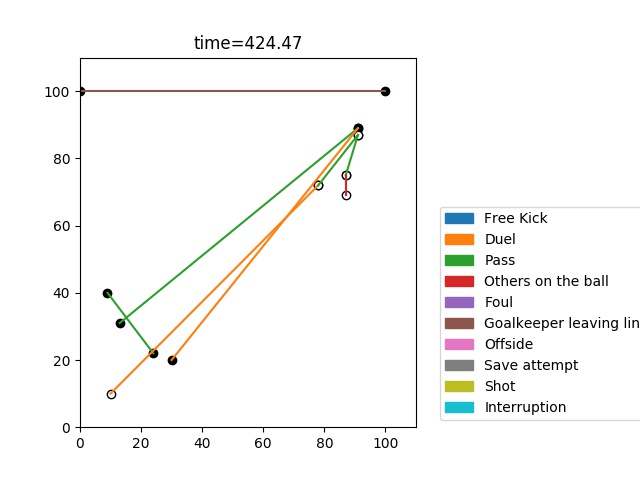 time=424.47
100
80
60
40
20
0
0 20 40 60 80 100
Free Kick
Duel
Pass
Others on the ball
Foul
Goalkeeper leaving lin
Offside
Save attempt
Shot
Interruption